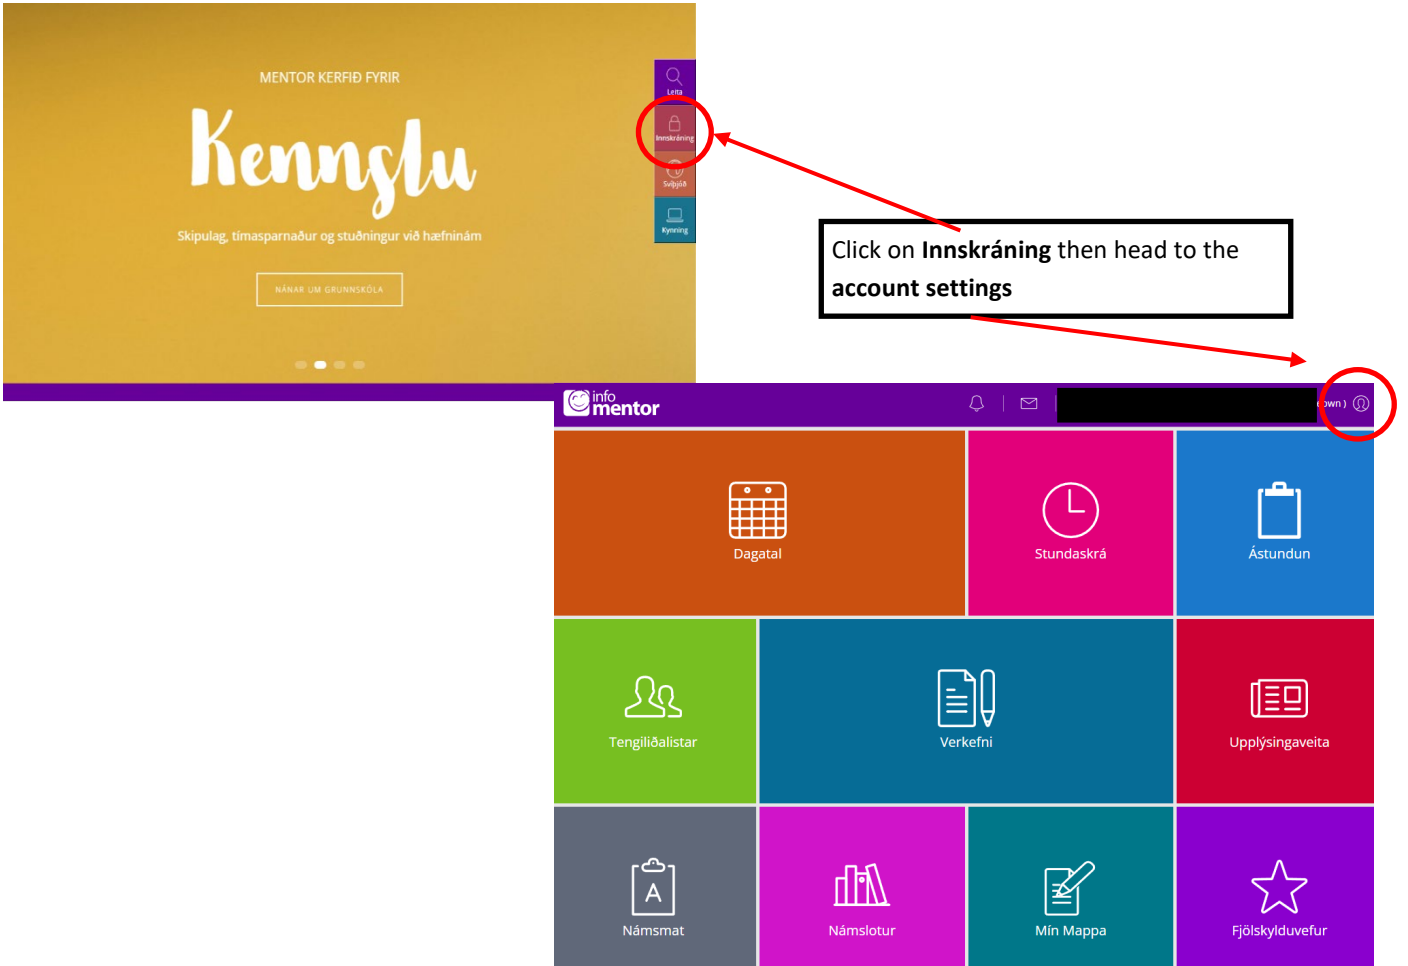 MENTOR KERFIÐ FYRIR
Kennslu
Skipulag, tímasparnaður og stuðningur við hæfninám
NÁNAR UM GRUNNSKÓLA
Leita
Innskráning
Svíþjóð
Kynning
Click on Innskráning then head to the
account settings
info
mentor
own )
Dagatal
Stundaskrá
Ástundun
Tengiliðalistar
Verkefni
Upplýsingaveita
A
Námsmat
Námslotur
Mín Mappa
Fjölskylduvefur